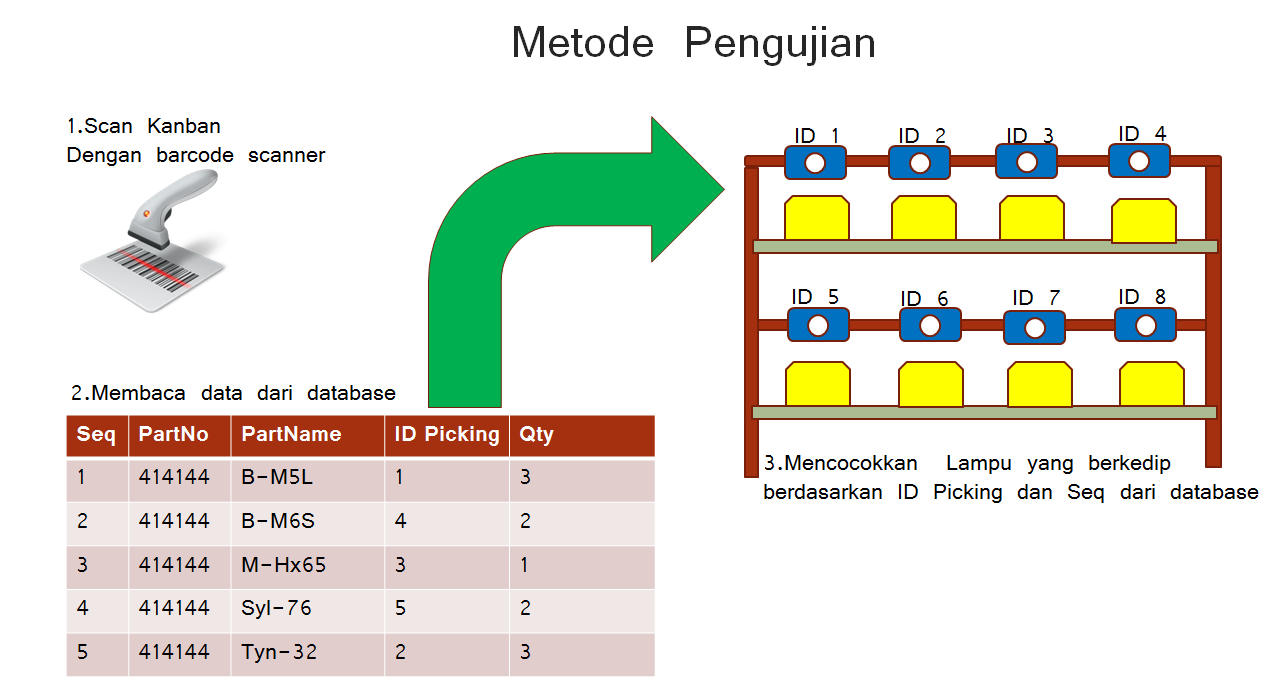 Metode Pengujian
1.Scan Kanban
Dengan barcode scanner
2.Membaca data dari database
Seq PartNo PartName ID Picking Qty
1 414144 B-M5L 1 3
2 414144 B-M6S 4 2
3 414144 M-Hx65 3 1
4 414144 Syl-76 5 2
5 414144 Tyn-32 2 3
ID 1 ID 2 ID 3 ID 4
ID 5 ID 6 ID 7 ID 8
3.Mencocokkan Lampu yang berkedip
berdasarkan ID Picking dan Seq dari database